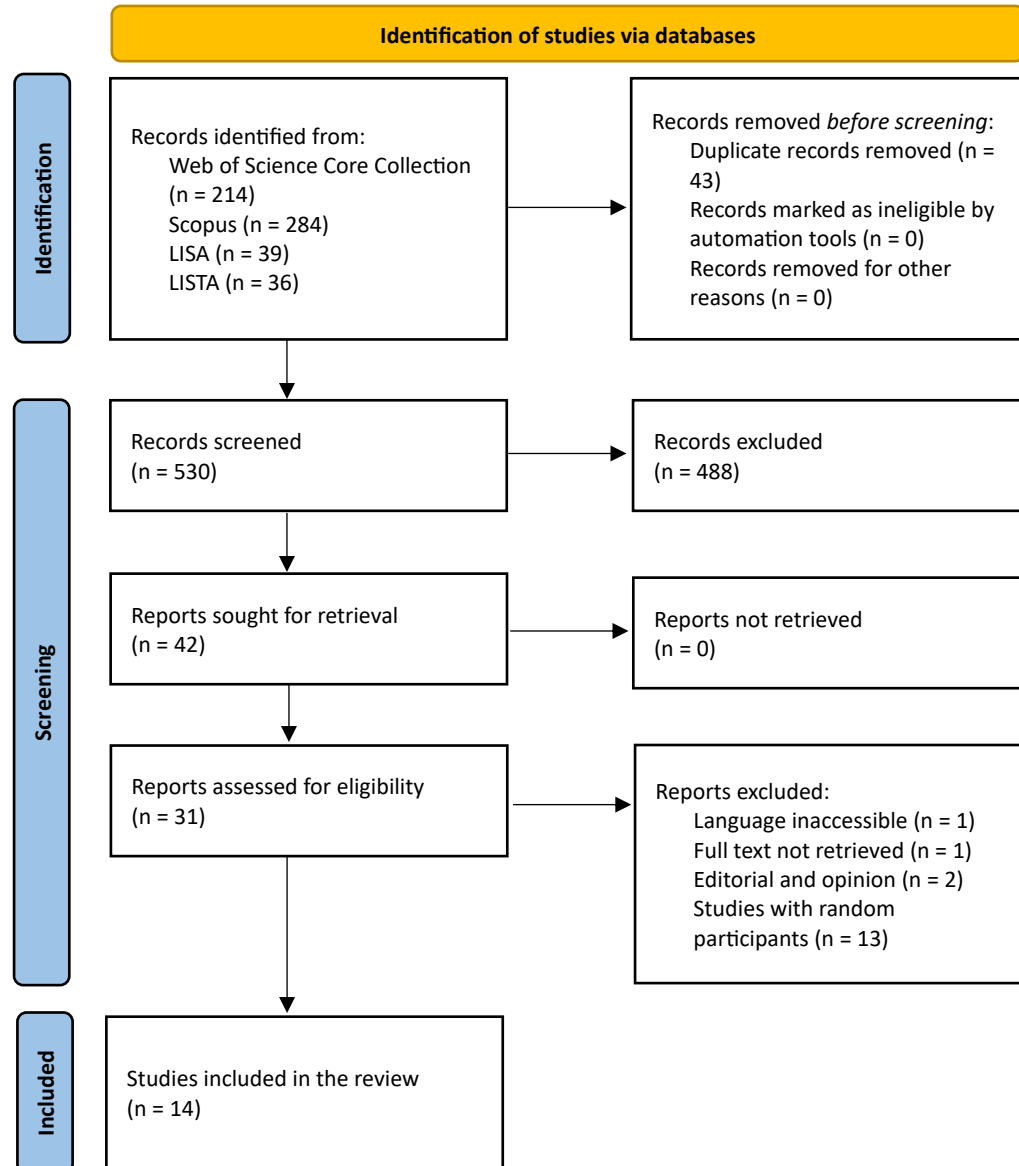 Identification of studies via databases
Identification
Records identified from:
Web of Science Core Collection
(n = 214)
Scopus (n = 284)
LISA (n = 39)
LISTA (n = 36)
Records removed before screening:
Duplicate records removed (n =
43)
Records marked as ineligible by
automation tools (n = 0)
Records removed for other
reasons (n = 0)
Screening
Records screened
(n = 530)
Records excluded
(n = 488)
Reports sought for retrieval
(n = 42)
Reports not retrieved
(n = 0)
Reports assessed for eligibility
(n = 31)
Reports excluded:
Language inaccessible (n = 1)
Full text not retrieved (n = 1)
Editorial and opinion (n = 2)
Studies with random
participants (n = 13)
Included
Studies included in the review
(n = 14)